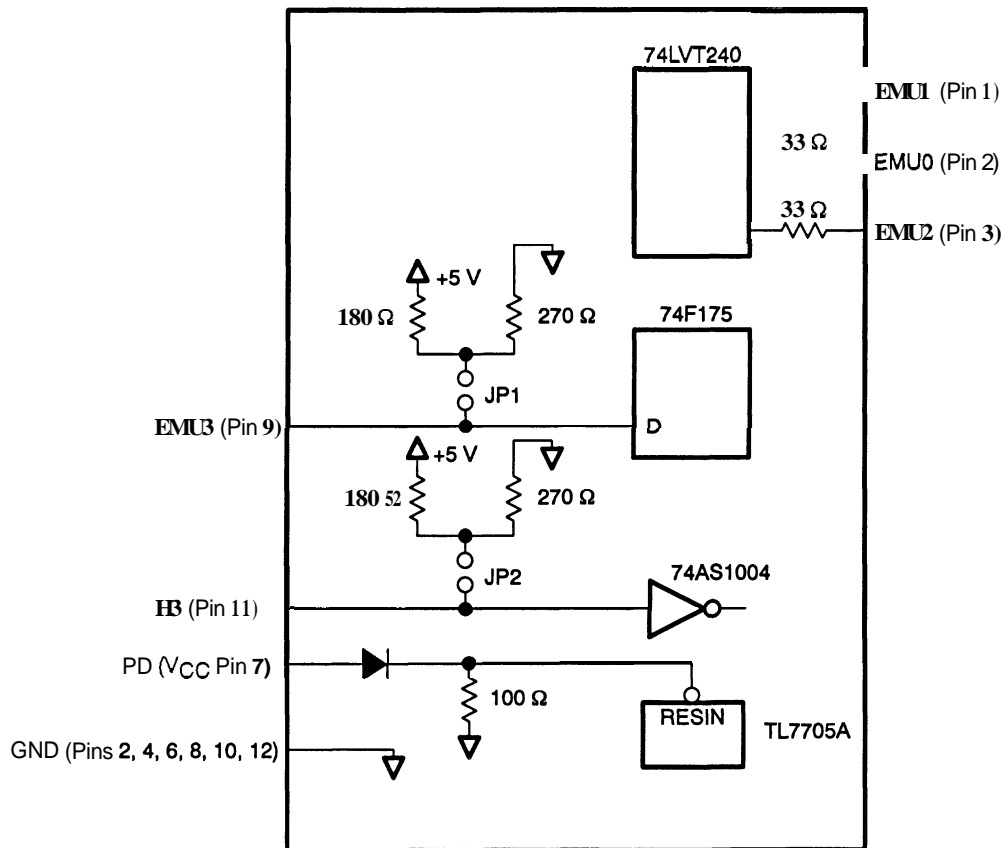 74LVT240
EMU1 (Pin 1)
33 Ω
EMU0 (Pin 2)
33 Ω
EMU2 (Pin 3)
+5 V
180 Ω
270 Ω
74F175
JP1
EMU3 (Pin 9)
D
+5 V
180 52
270 Ω
JP2
74AS1004
H3 (Pin 11)
PD (VCC Pin 7)
100 Ω
RESIN
TL7705A
GND (Pins 2, 4, 6, 8, 10, 12)